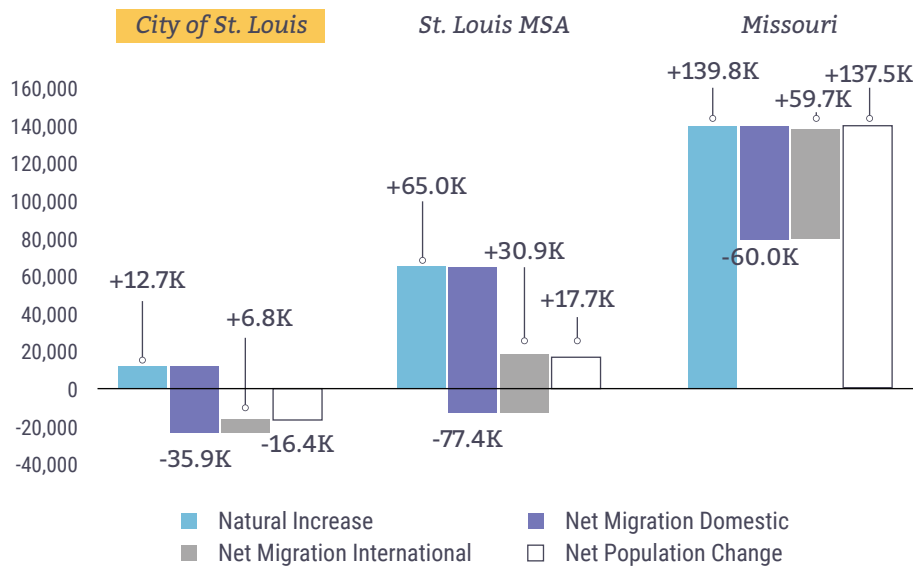 City of St. Louis St. Louis MSA Missouri
+139.8K +137.5K
160,000 +59.7K
140,000
120,000
+65.0K
100,000
80,000 +30.9K -60.0K
+12.7K
60,000
+17.7K
40,000 +6.8K
20,000
0
-20,000
-16.4K -77.4K
-35.9K
-40,000
Natural Increase Net Migration Domestic
Net Migration International Net Population Change